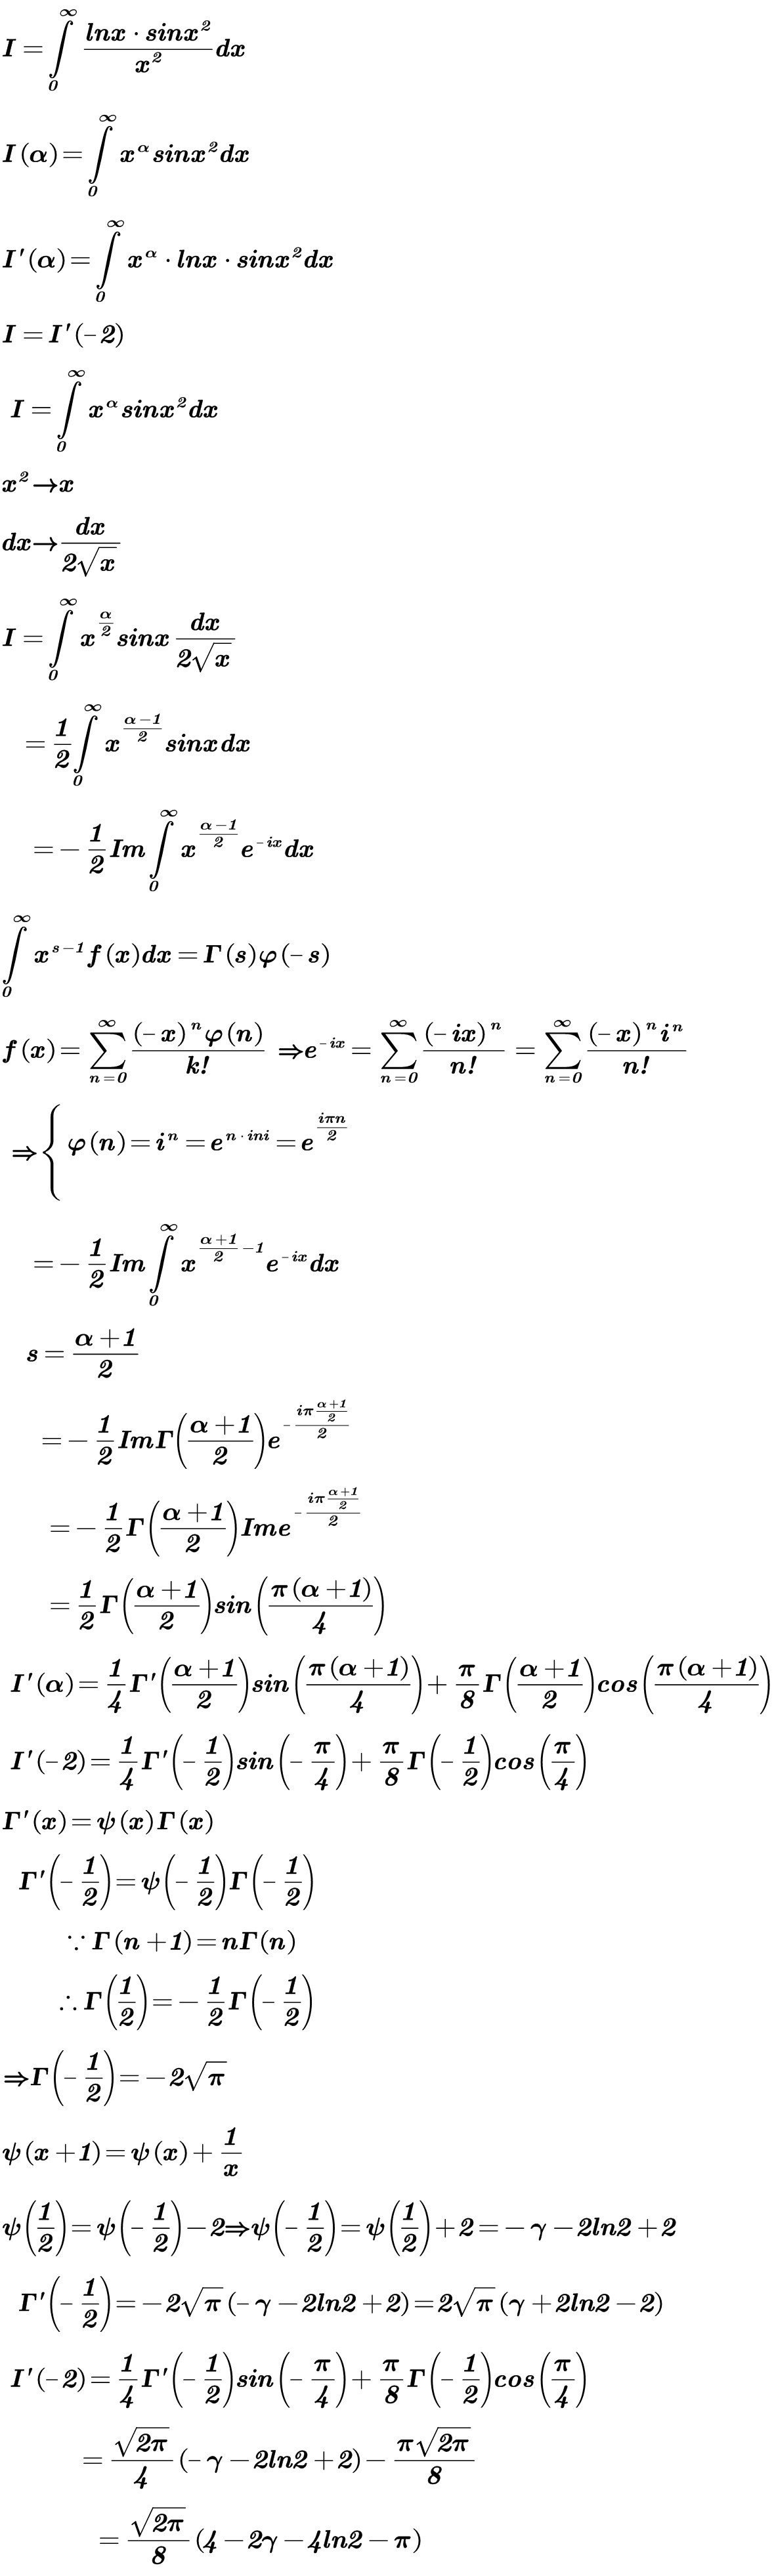 I = ∫₀^∞ (lnx · sinx²)/x² dx
I(α) = ∫₀^∞ x^α sinx² dx
I′(α) = ∫₀^∞ x^α · lnx · sinx² dx
I = I′(-2)
I = ∫₀^∞ x^α sinx² dx
x² → x
dx → dx/(2√x)
I = ∫₀^∞ x^(α/2) sinx dx/(2√x)
= 1/2 ∫₀^∞ x^((α-1)/2) sinx dx
= - 1/2 Im ∫₀^∞ x^((α-1)/2) e^(-ix) dx
∫₀^∞ x^(s-1) f(x)dx = Γ(s)φ(-s)
f(x) = Σ_(n=0)^∞ ((-x)^n φ(n))/k! ⇒ e^(-ix) = Σ_(n=0)^∞ (-ix)^n/n! = Σ_(n=0)^∞ ((-x)^n i^n)/n!
⇒ { φ(n) = i^n = e^(n·ini) = e^(iπn/2)
= - 1/2 Im ∫₀^∞ x^((α+1)/2 - 1) e^(-ix) dx
s = (α+1)/2
= - 1/2 Im Γ((α+1)/2) e^(-(iπ (α+1)/2)/2)
= - 1/2 Γ((α+1)/2) Im e^(-(iπ (α+1)/2)/2)
= 1/2 Γ((α+1)/2) sin(π(α+1)/4)
I′(α) = 1/4 Γ′((α+1)/2) sin(π(α+1)/4) + π/8 Γ((α+1)/2) cos(π(α+1)/4)
I′(-2) = 1/4 Γ′(-1/2) sin(-π/4) + π/8 Γ(-1/2) cos(π/4)
Γ′(x) = ψ(x)Γ(x)
Γ′(-1/2) = ψ(-1/2)Γ(-1/2)
∵ Γ(n+1) = nΓ(n)
∴ Γ(1/2) = - 1/2 Γ(-1/2)
⇒ Γ(-1/2) = -2√π
ψ(x+1) = ψ(x) + 1/x
ψ(1/2) = ψ(-1/2) - 2 ⇒ ψ(-1/2) = ψ(1/2) + 2 = -γ - 2ln2 + 2
Γ′(-1/2) = -2√π(-γ - 2ln2 + 2) = 2√π(γ + 2ln2 - 2)
I′(-2) = 1/4 Γ′(-1/2) sin(-π/4) + π/8 Γ(-1/2) cos(π/4)
= √(2π)/4 (-γ - 2ln2 + 2) - π√(2π)/8
= √(2π)/8 (4 - 2γ - 4ln2 - π)